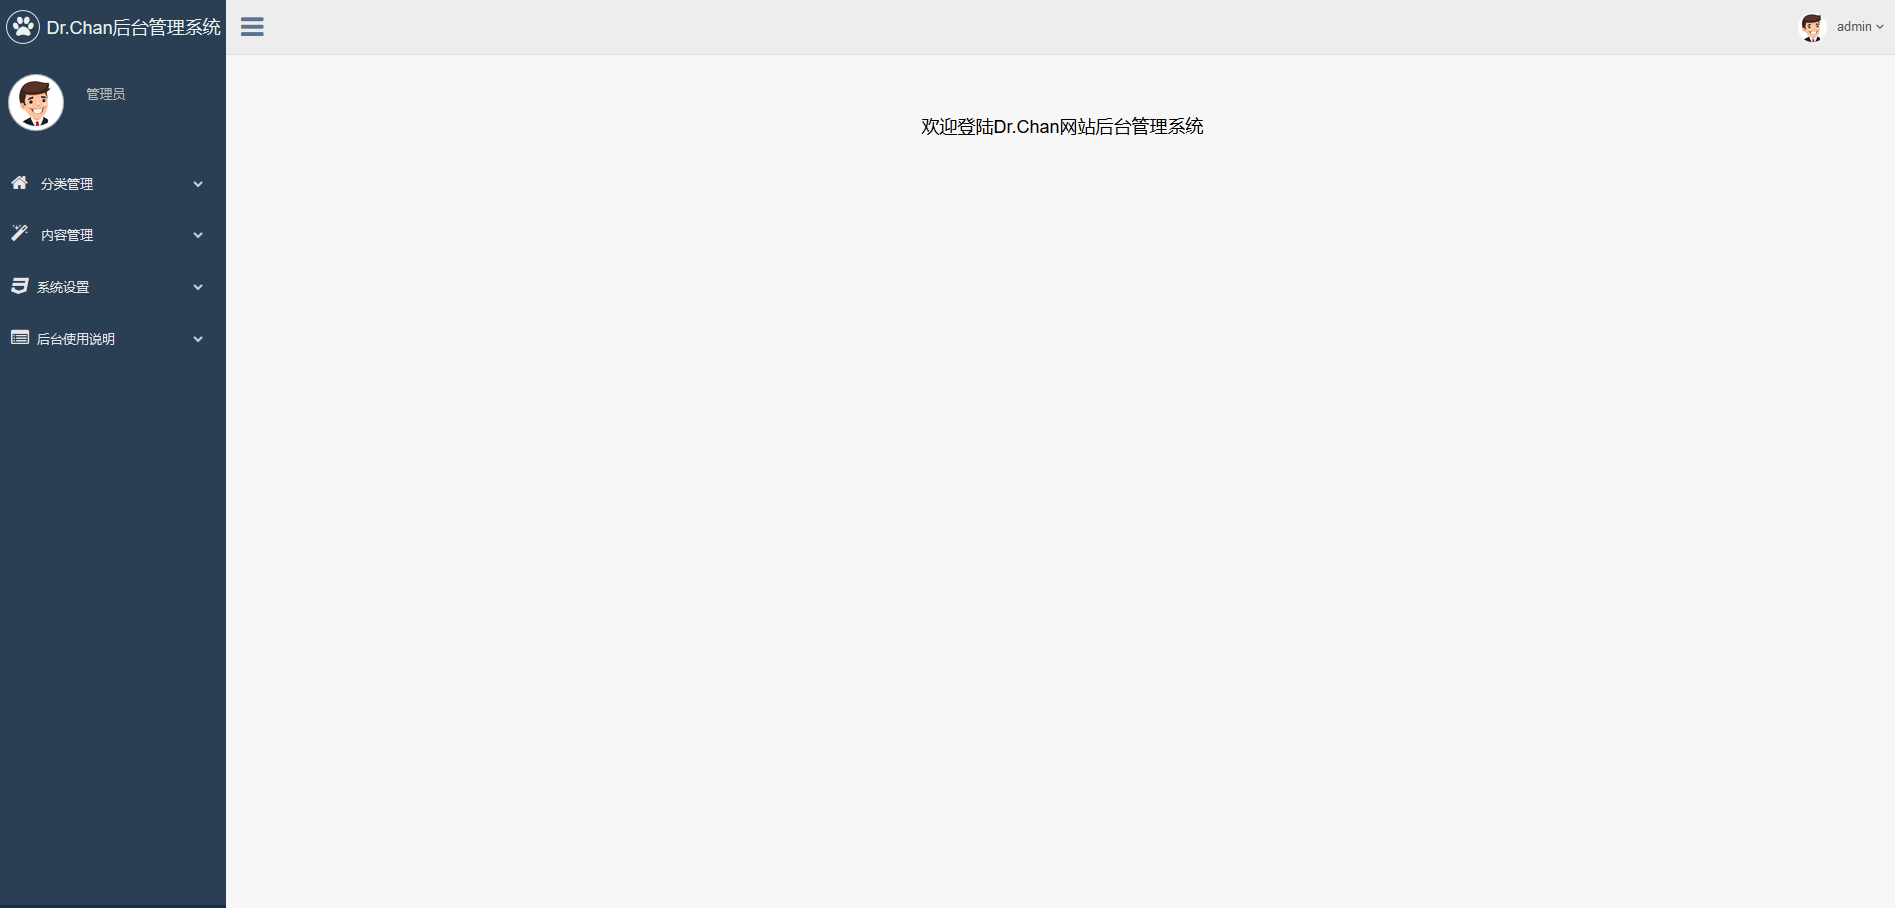 Dr.Chan后台管理系统
admin
管理员
欢迎登陆Dr.Chan网站后台管理系统
分类管理
内容管理
系统设置
后台使用说明